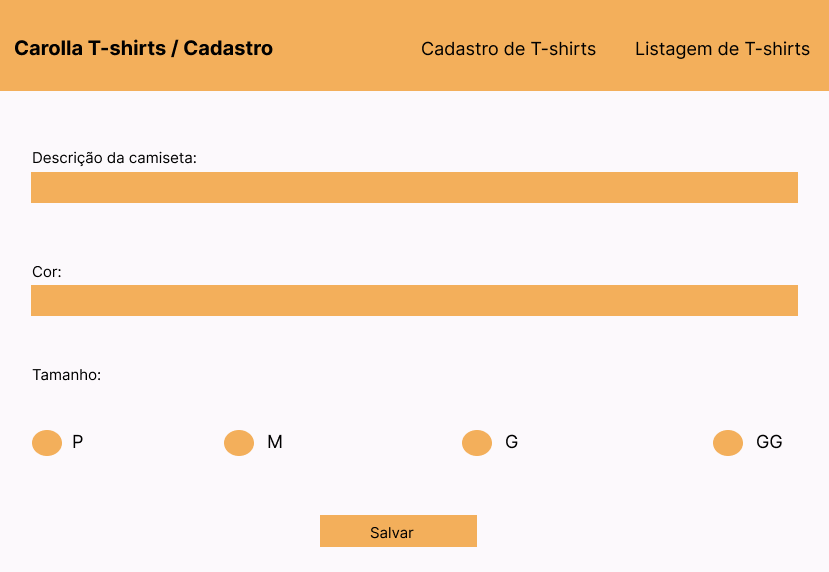 Carolla T-shirts / Cadastro Cadastro de T-shirts Listagem de T-shirts
Descrição da camiseta:
Cor:
Tamanho:
P M G GG
Salvar